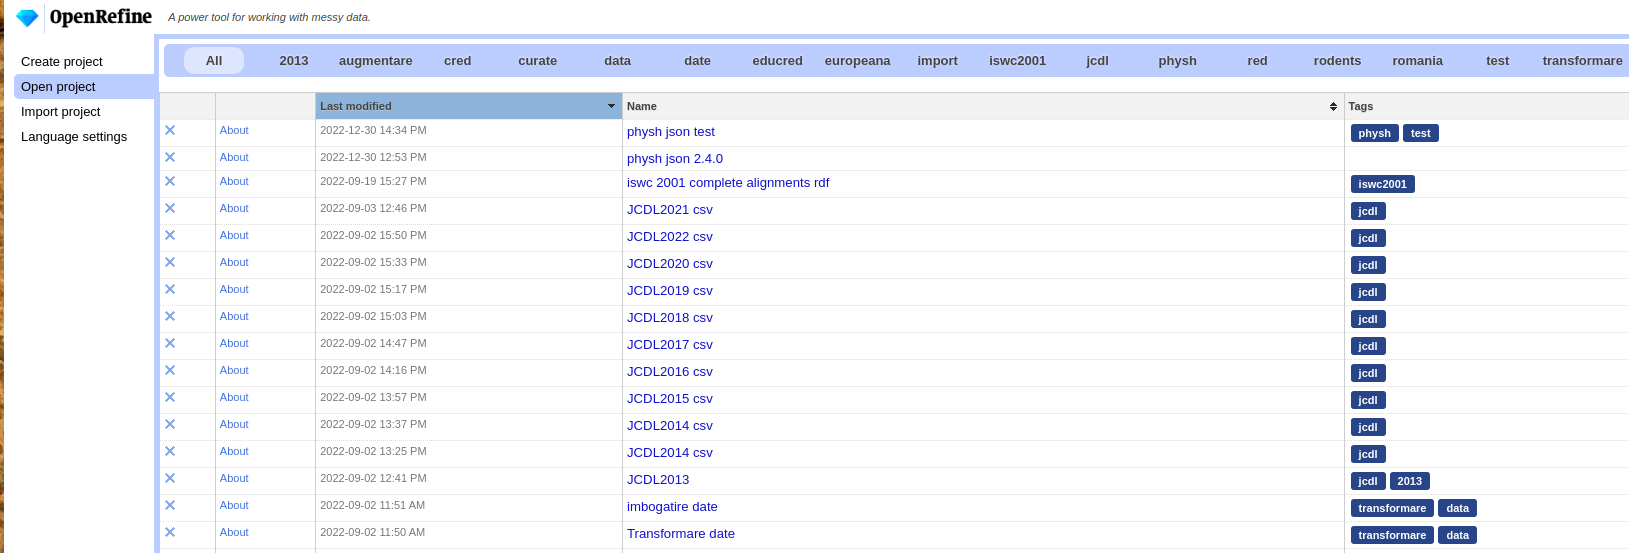 OpenRefine A power tool for working with messy data.
Create project
Open project
Import project
Language settings
All 2013 augmentare cred curate data date educred europeana import iswc2001 jcdl physh red rodents romania test transformare
Last modified Name Tags
About 2022-12-30 14:34 PM physh json test physh test
About 2022-12-30 12:53 PM physh json 2.4.0
About 2022-09-19 15:27 PM iswc 2001 complete alignments rdf iswc2001
About 2022-09-03 12:46 PM JCDL2021 csv jcdl
About 2022-09-02 15:50 PM JCDL2022 csv jcdl
About 2022-09-02 15:33 PM JCDL2020 csv jcdl
About 2022-09-02 15:17 PM JCDL2019 csv jcdl
About 2022-09-02 15:03 PM JCDL2018 csv jcdl
About 2022-09-02 14:47 PM JCDL2017 csv jcdl
About 2022-09-02 14:16 PM JCDL2016 csv jcdl
About 2022-09-02 13:57 PM JCDL2015 csv jcdl
About 2022-09-02 13:37 PM JCDL2014 csv jcdl
About 2022-09-02 13:25 PM JCDL2014 csv jcdl
About 2022-09-02 12:41 PM JCDL2013 jcdl 2013
About 2022-09-02 11:51 AM imbogatire date transformare data
About 2022-09-02 11:50 AM Transformare date transformare data